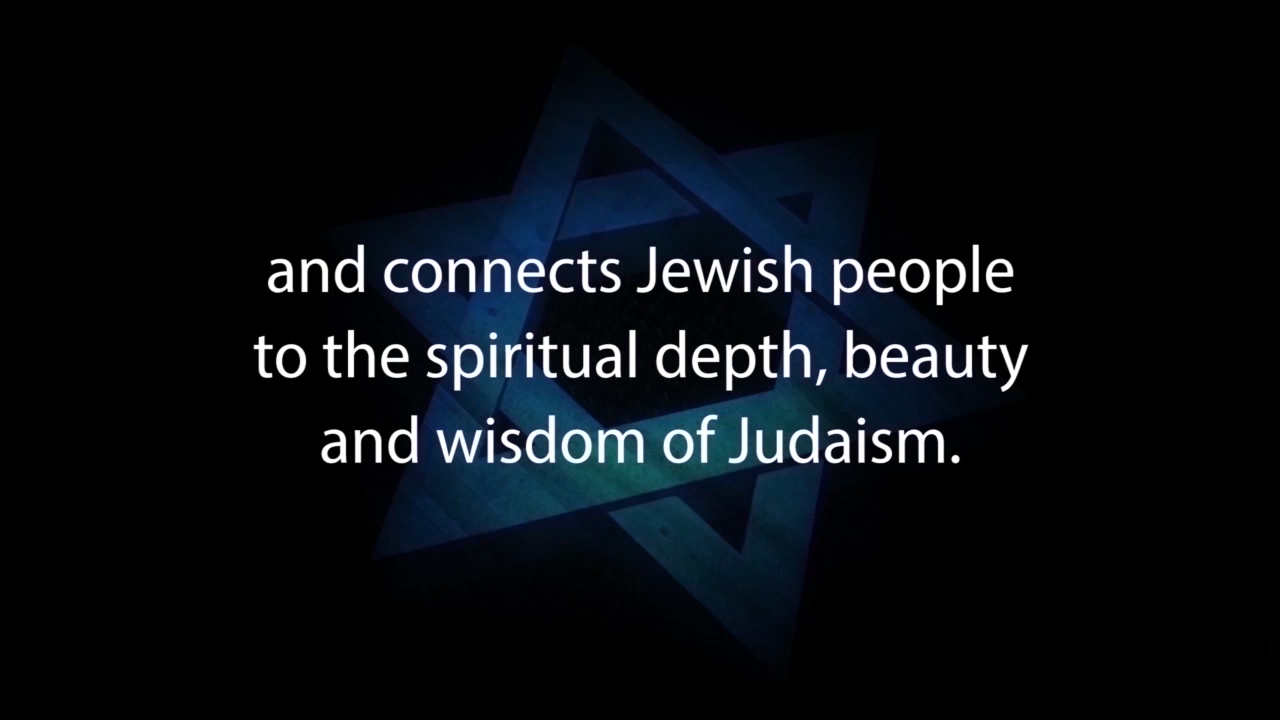 and connects Jewish people
to the spiritual depth, beauty
and wisdom of Judaism.